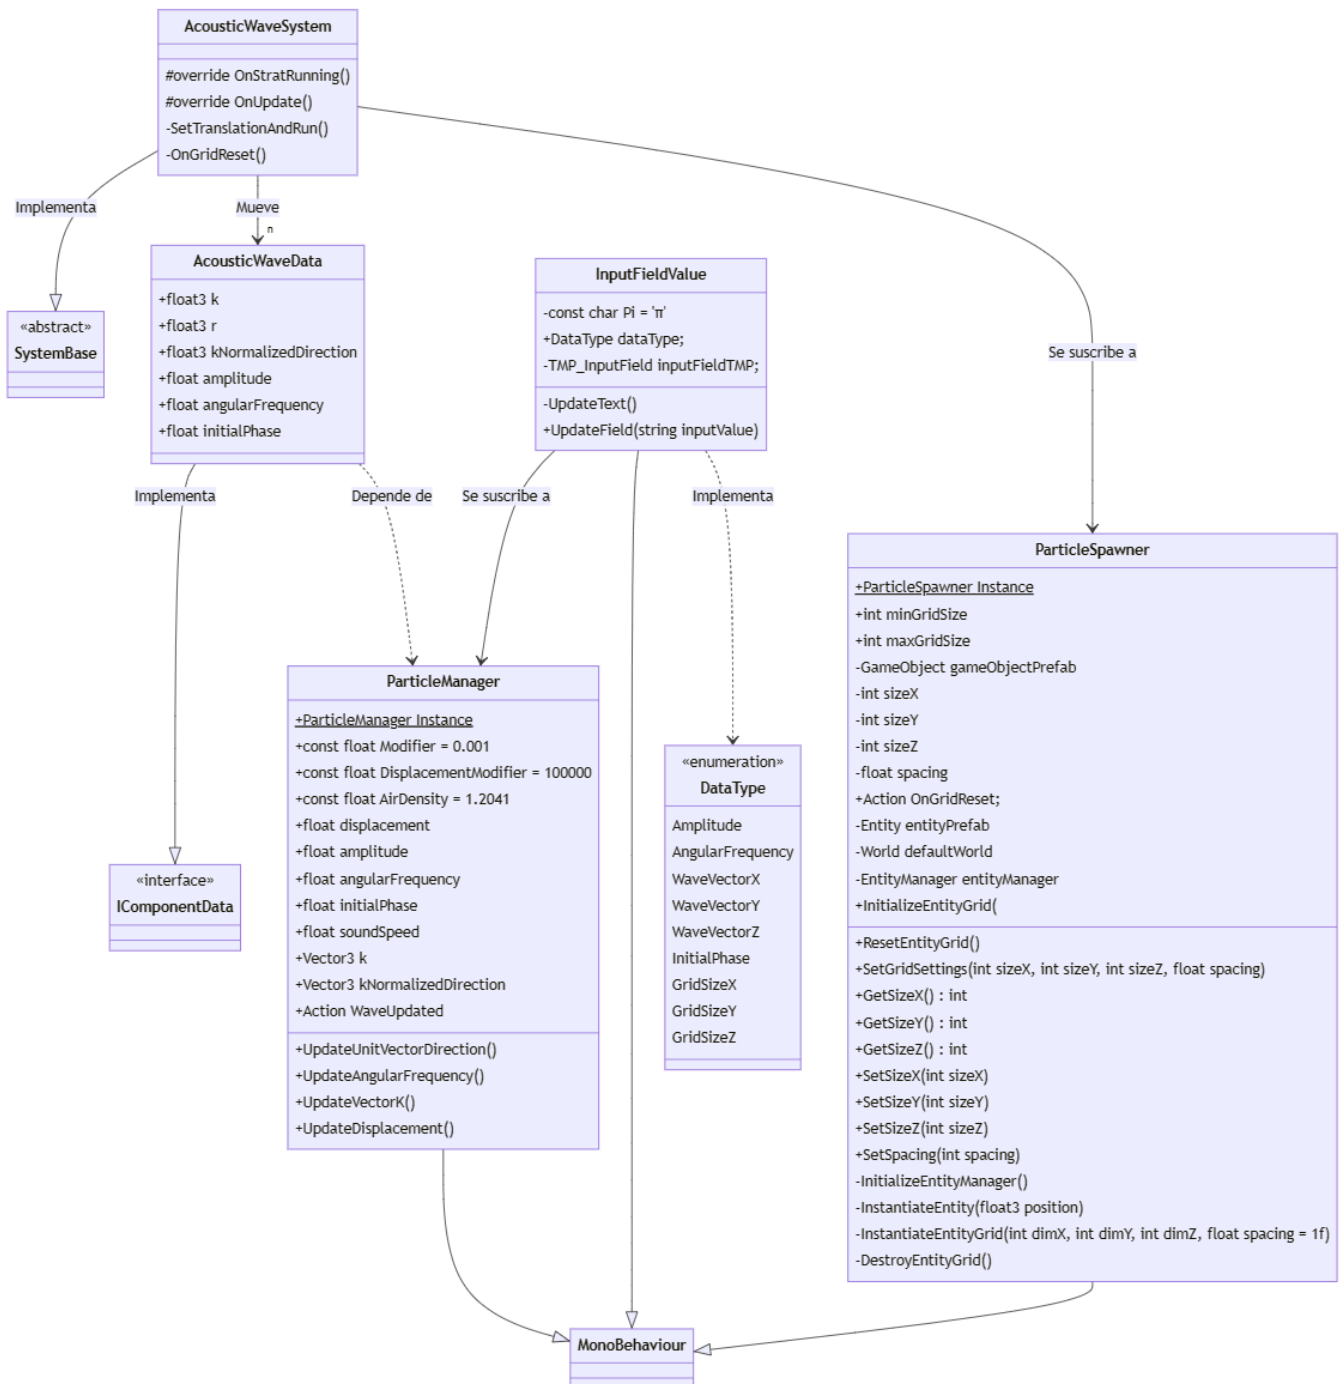 AcousticWaveSystem
#override OnStratRunning()
#override OnUpdate()
-SetTranslationAndRun()
-OnGridReset()
Implementa
Mueve
n
Se suscribe a
«abstract»
SystemBase
AcousticWaveData
+float3 k
+float3 r
+float3 kNormalizedDirection
+float amplitude
+float angularFrequency
+float initialPhase
InputFieldValue
-const char Pi = 'π'
+DataType dataType;
-TMP_InputField inputFieldTMP;
-UpdateText()
+UpdateField(string inputValue)
Implementa
Depende de
Se suscribe a
Implementa
ParticleSpawner
+ParticleSpawner Instance
+int minGridSize
+int maxGridSize
-GameObject gameObjectPrefab
-int sizeX
-int sizeY
-int sizeZ
-float spacing
+Action OnGridReset;
-Entity entityPrefab
-World defaultWorld
-EntityManager entityManager
+InitializeEntityGrid(
+ResetEntityGrid()
+SetGridSettings(int sizeX, int sizeY, int sizeZ, float spacing)
+GetSizeX() : int
+GetSizeY() : int
+GetSizeZ() : int
+SetSizeX(int sizeX)
+SetSizeY(int sizeY)
+SetSizeZ(int sizeZ)
+SetSpacing(int spacing)
-InitializeEntityManager()
-InstantiateEntity(float3 position)
-InstantiateEntityGrid(int dimX, int dimY, int dimZ, float spacing = 1f)
-DestroyEntityGrid()
ParticleManager
+ParticleManager Instance
+const float Modifier = 0.001
+const float DisplacementModifier = 100000
+const float AirDensity = 1.2041
+float displacement
+float amplitude
+float angularFrequency
+float initialPhase
+float soundSpeed
+Vector3 k
+Vector3 kNormalizedDirection
+Action WaveUpdated
+UpdateUnitVectorDirection()
+UpdateAngularFrequency()
+UpdateVectorK()
+UpdateDisplacement()
«enumeration»
DataType
Amplitude
AngularFrequency
WaveVectorX
WaveVectorY
WaveVectorZ
InitialPhase
GridSizeX
GridSizeY
GridSizeZ
«interface»
IComponentData
MonoBehaviour